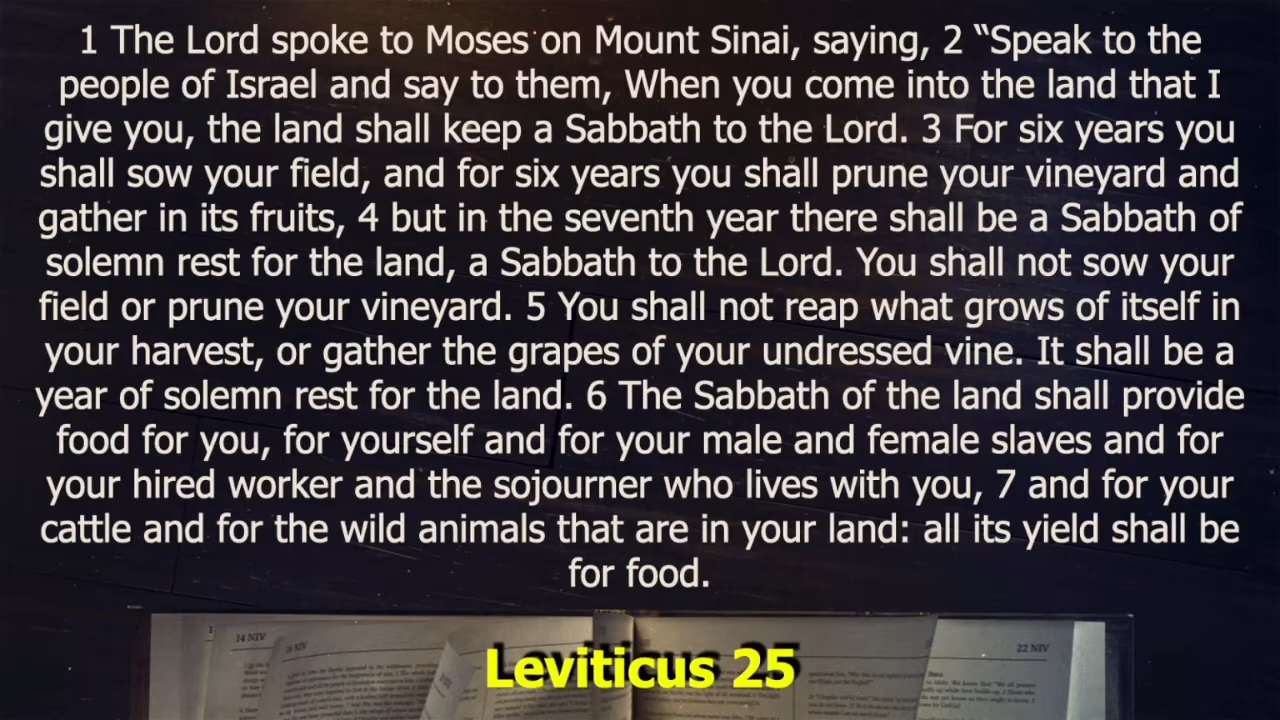 1 The Lord spoke to Moses on Mount Sinai, saying, 2 “Speak to the
people of Israel and say to them, When you come into the land that I
give you, the land shall keep a Sabbath to the Lord. 3 For six years you
shall sow your field, and for six years you shall prune your vineyard and
gather in its fruits, 4 but in the seventh year there shall be a Sabbath of
solemn rest for the land, a Sabbath to the Lord. You shall not sow your
field or prune your vineyard. 5 You shall not reap what grows of itself in
your harvest, or gather the grapes of your undressed vine. It shall be a
year of solemn rest for the land. 6 The Sabbath of the land shall provide
food for you, for yourself and for your male and female slaves and for
your hired worker and the sojourner who lives with you, 7 and for your
cattle and for the wild animals that are in your land: all its yield shall be
for food.
14 NIV
22 NIV
Leviticus 25